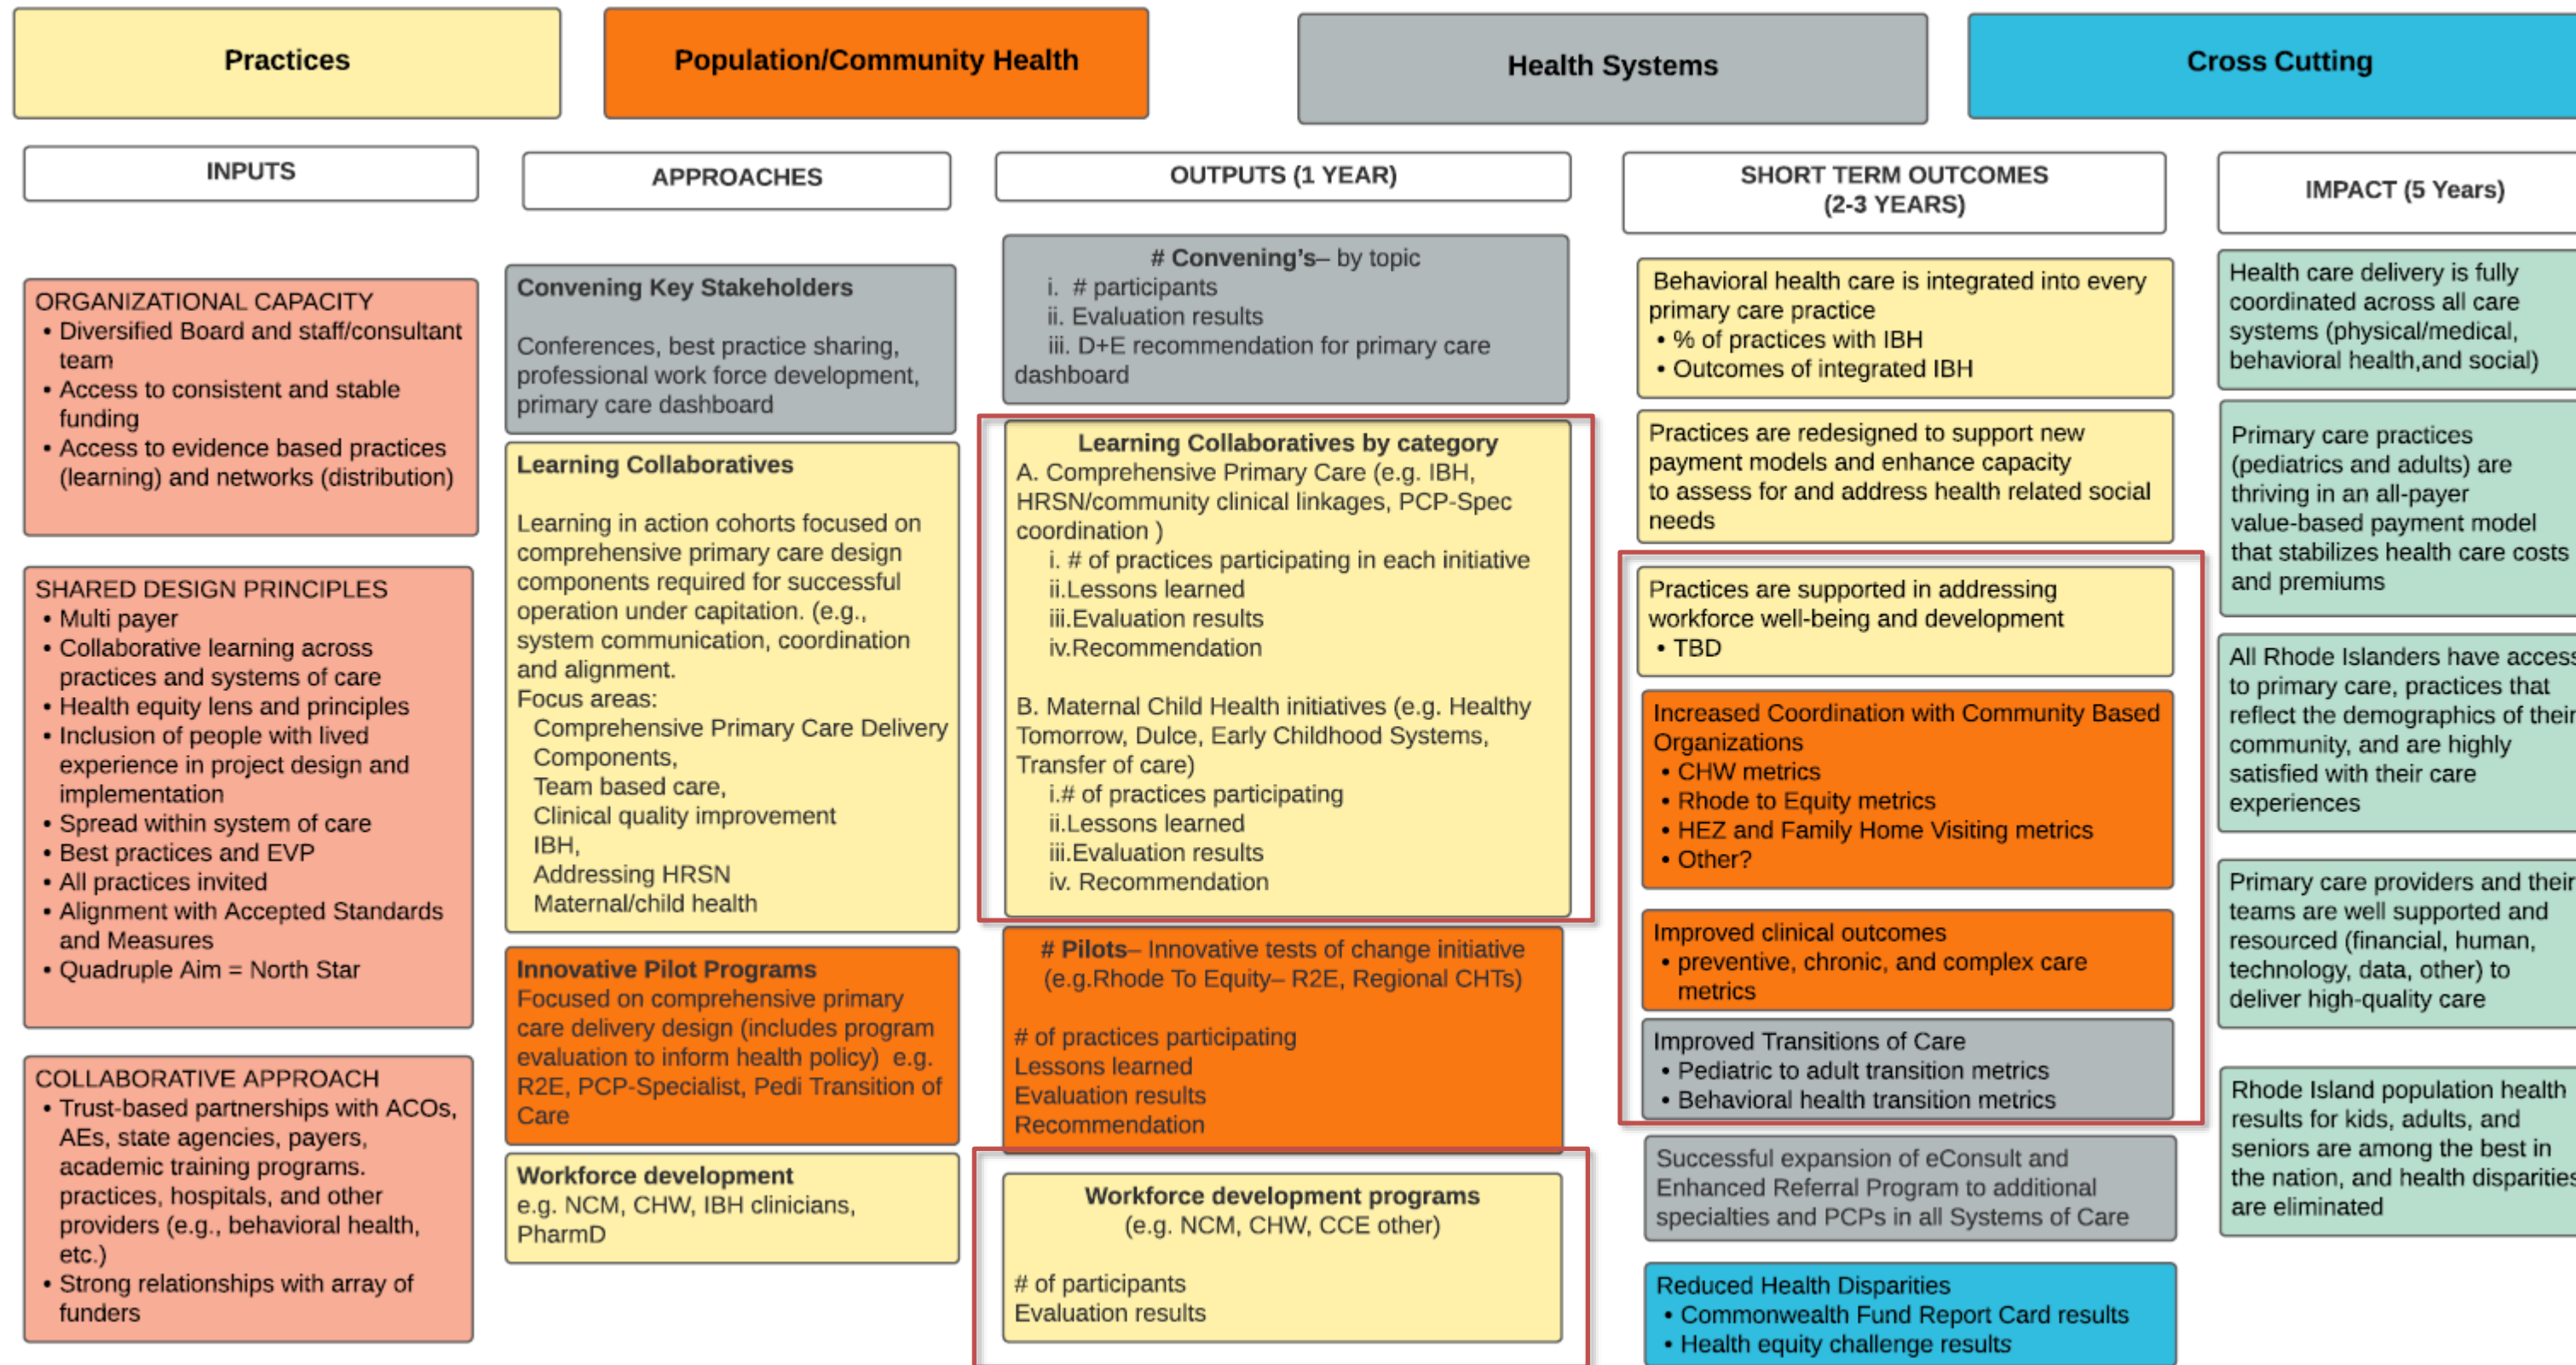 Practices
Population/Community Health
Health Systems
Cross Cutting
INPUTS
APPROACHES
OUTPUTS (1 YEAR)
SHORT TERM OUTCOMES
(2-3 YEARS)
IMPACT (5 Years)
ORGANIZATIONAL CAPACITY
• Diversified Board and staff/consultant
team
• Access to consistent and stable
funding
• Access to evidence based practices
(learning) and networks (distribution)
SHARED DESIGN PRINCIPLES
• Multi payer
• Collaborative learning across
practices and systems of care
• Health equity lens and principles
• Inclusion of people with lived
experience in project design and
implementation
• Spread within system of care
• Best practices and EVP
• All practices invited
• Alignment with Accepted Standards
and Measures
• Quadruple Aim = North Star
COLLABORATIVE APPROACH
• Trust-based partnerships with ACOs,
AEs, state agencies, payers,
academic training programs.
practices, hospitals, and other
providers (e.g., behavioral health,
etc.)
• Strong relationships with array of
funders
Convening Key Stakeholders
Conferences, best practice sharing,
professional work force development,
primary care dashboard
Learning Collaboratives
Learning in action cohorts focused on
comprehensive primary care design
components required for successful
operation under capitation. (e.g.,
system communication, coordination
and alignment.
Focus areas:
Comprehensive Primary Care Delivery
Components,
Team based care,
Clinical quality improvement
IBH,
Addressing HRSN
Maternal/child health
Innovative Pilot Programs
Focused on comprehensive primary
care delivery design (includes program
evaluation to inform health policy) e.g.
R2E, PCP-Specialist, Pedi Transition of
Care
Workforce development
e.g. NCM, CHW, IBH clinicians,
PharmD
# Convening’s– by topic
i. # participants
ii. Evaluation results
iii. D+E recommendation for primary care
dashboard
Learning Collaboratives by category
A. Comprehensive Primary Care (e.g. IBH,
HRSN/community clinical linkages, PCP-Spec
coordination )
i. # of practices participating in each initiative
ii.Lessons learned
iii.Evaluation results
iv.Recommendation
B. Maternal Child Health initiatives (e.g. Healthy
Tomorrow, Dulce, Early Childhood Systems,
Transfer of care)
i.# of practices participating
ii.Lessons learned
iii.Evaluation results
iv. Recommendation
# Pilots– Innovative tests of change initiative
(e.g.Rhode To Equity– R2E, Regional CHTs)
# of practices participating
Lessons learned
Evaluation results
Recommendation
Workforce development programs
(e.g. NCM, CHW, CCE other)
# of participants
Evaluation results
Behavioral health care is integrated into every
primary care practice
• % of practices with IBH
• Outcomes of integrated IBH
Practices are redesigned to support new
payment models and enhance capacity
to assess for and address health related social
needs
Practices are supported in addressing
workforce well-being and development
• TBD
Increased Coordination with Community Based
Organizations
• CHW metrics
• Rhode to Equity metrics
• HEZ and Family Home Visiting metrics
• Other?
Improved clinical outcomes
• preventive, chronic, and complex care
metrics
Improved Transitions of Care
• Pediatric to adult transition metrics
• Behavioral health transition metrics
Successful expansion of eConsult and
Enhanced Referral Program to additional
specialties and PCPs in all Systems of Care
Reduced Health Disparities
• Commonwealth Fund Report Card results
• Health equity challenge results
Health care delivery is fully
coordinated across all care
systems (physical/medical,
behavioral health,and social)
Primary care practices
(pediatrics and adults) are
thriving in an all-payer
value-based payment model
that stabilizes health care costs
and premiums
All Rhode Islanders have access
to primary care, practices that
reflect the demographics of their
community, and are highly
satisfied with their care
experiences
Primary care providers and their
teams are well supported and
resourced (financial, human,
technology, data, other) to
deliver high-quality care
Rhode Island population health
results for kids, adults, and
seniors are among the best in
the nation, and health disparities
are eliminated